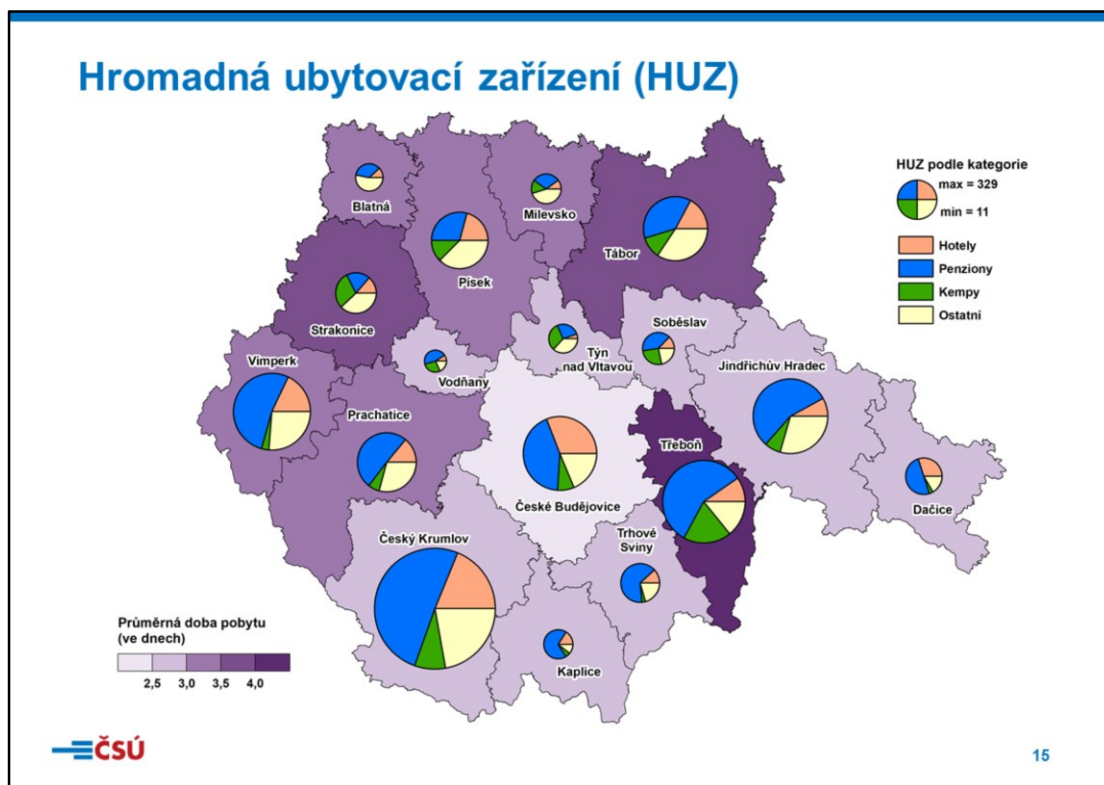 Hromadná ubytovací zařízení (HUZ)
HUZ podle kategorie
max = 329
min = 11
Hotely
Penziony
Kempy
Ostatní
Blatná
Milevsko
Písek
Tábor
Strakonice
Soběslav
Týn
nad Vltavou
Vodňany
Vimperk
Jindřichův Hradec
Prachatice
Třeboň
České Budějovice
Dačice
Trhové
Sviny
Český Krumlov
Kaplice
Průměrná doba pobytu
(ve dnech)
2,5 3,0 3,5 4,0
ČSÚ
15